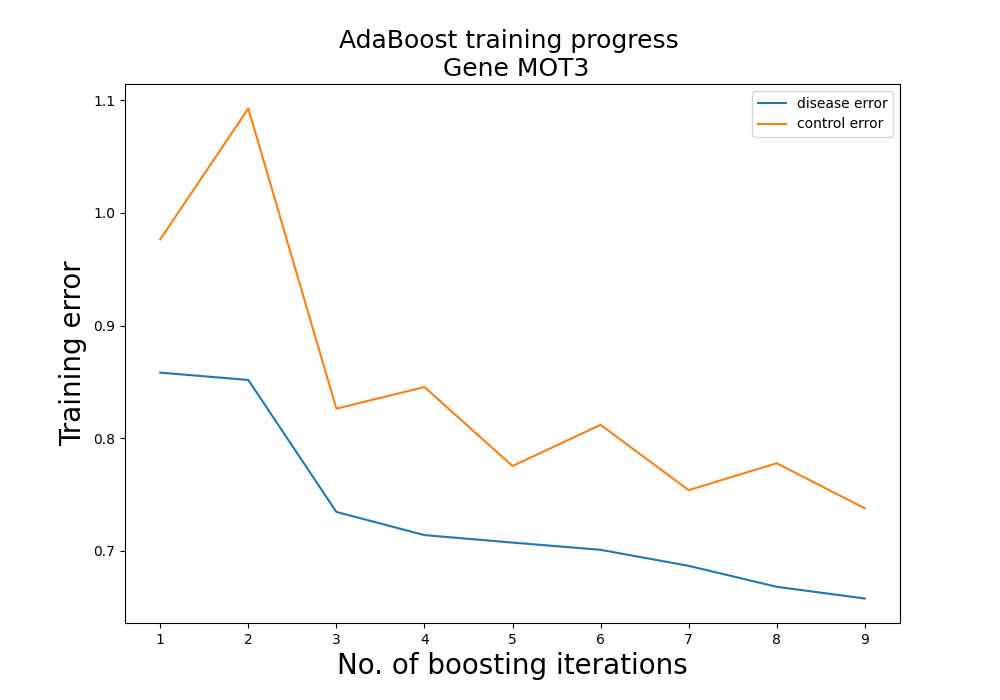 AdaBoost training progress
Gene MOT3
disease error
control error
Training error
1.1
1.0
0.9
0.8
0.7
1 2 3 4 5 6 7 8 9
No. of boosting iterations